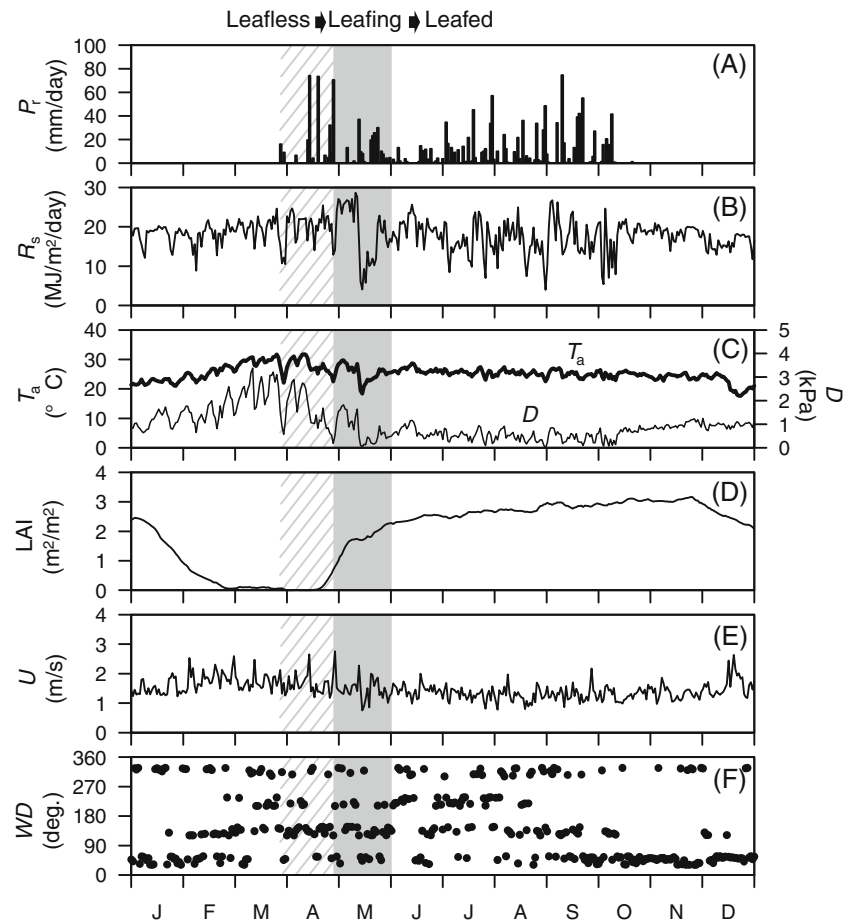 Leafless ➡ Leafing ➡ Leafed
(A)
Pr
(mm/day)
100
80
60
40
20
0
(B)
Rs
(MJ/m²/day)
30
20
10
0
(C)
Ta
(° C)
40
30
20
10
0
Ta
D
5
4
3
2
1
0
D
(kPa)
(D)
LAI
(m²/m²)
4
3
2
1
0
(E)
U
(m/s)
4
3
2
1
0
(F)
WD
(deg.)
360
270
180
90
0
J F M A M J J A S O N D